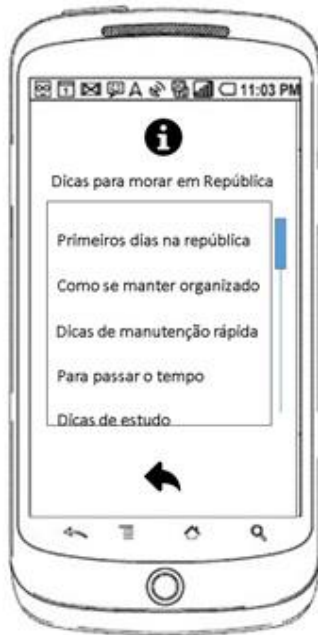 11:03 PM
Dicas para morar em República
Primeiros dias na república
Como se manter organizado
Dicas de manutenção rápida
Para passar o tempo
Dicas de estudo